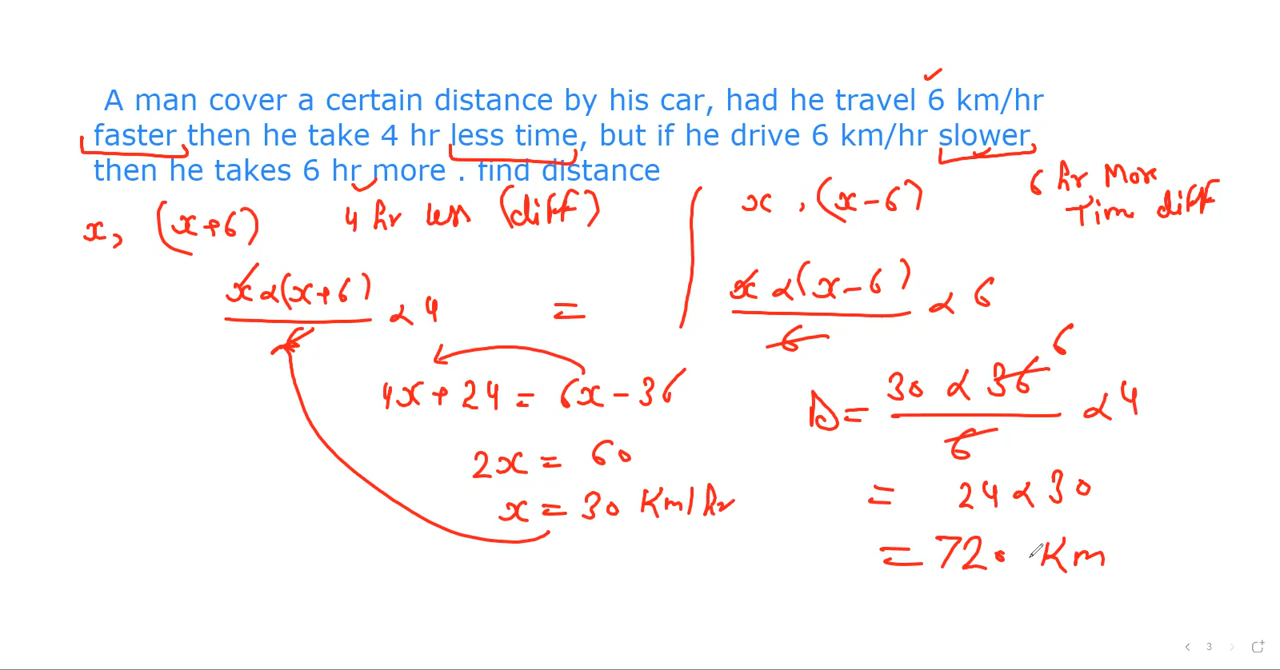 A man cover a certain distance by his car, had he travel 6 km/hr
faster then he take 4 hr less time, but if he drive 6 km/hr slower,
then he takes 6 hr more . find distance
x, (x+6)
4 hr less (diff)
x, (x-6)
6 hr More
Tim diff
x×(x+6)/6 × 4 = x×(x-6)/6 × 6
4x+24 = 6x-36
2x = 60
x = 30 Km/hr
D = 30×36/6 × 4
6
= 24×30
= 720 Km
3